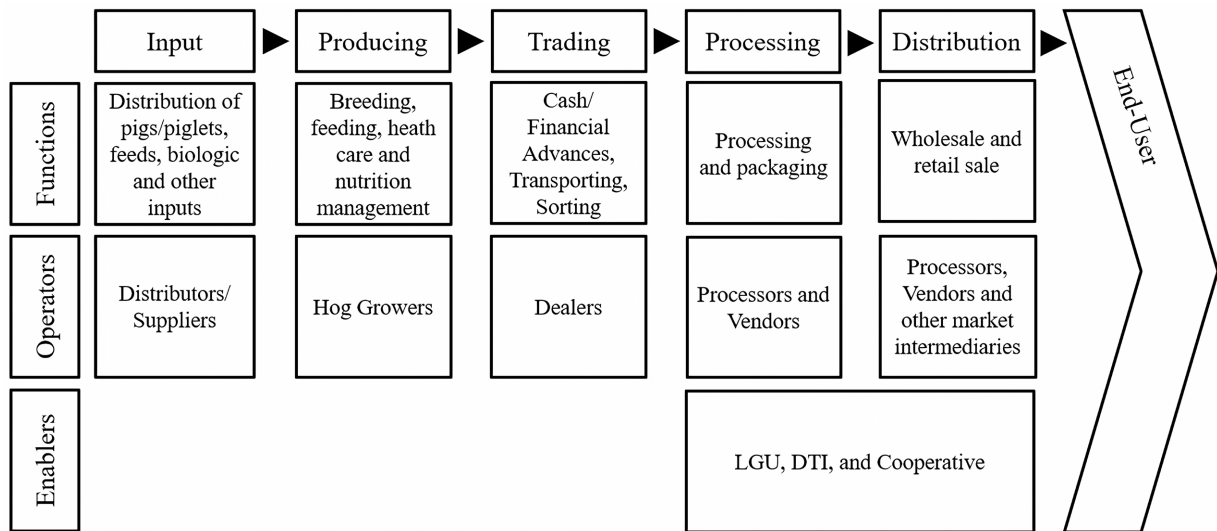 Input
Producing
Trading
Processing
Distribution
End-User
Functions
Distribution of
pigs/piglets,
feeds, biologic
and other
inputs
Breeding,
feeding, heath
care and
nutrition
management
Cash/
Financial
Advances,
Transporting,
Sorting
Processing
and packaging
Wholesale and
retail sale
Operators
Distributors/
Suppliers
Hog Growers
Dealers
Processors and
Vendors
Processors,
Vendors and
other market
intermediaries
Enablers
LGU, DTI, and Cooperative